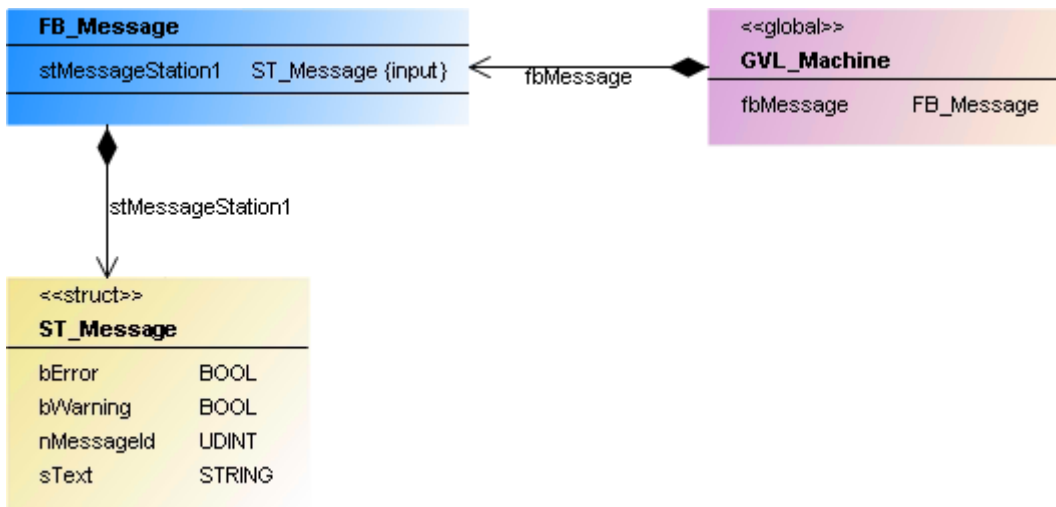 FB_Message
stMessageStation1 ST_Message {input}
fbMessage
<<global>>
GVL_Machine
fbMessage FB_Message
stMessageStation1
<<struct>>
ST_Message
bError BOOL
bWarning BOOL
nMessageId UDINT
sText STRING